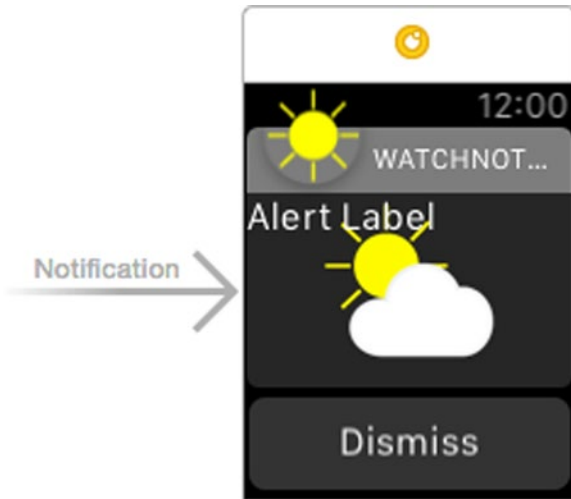 12:00
WATCHNOT...
Alert Label
Notification
Dismiss